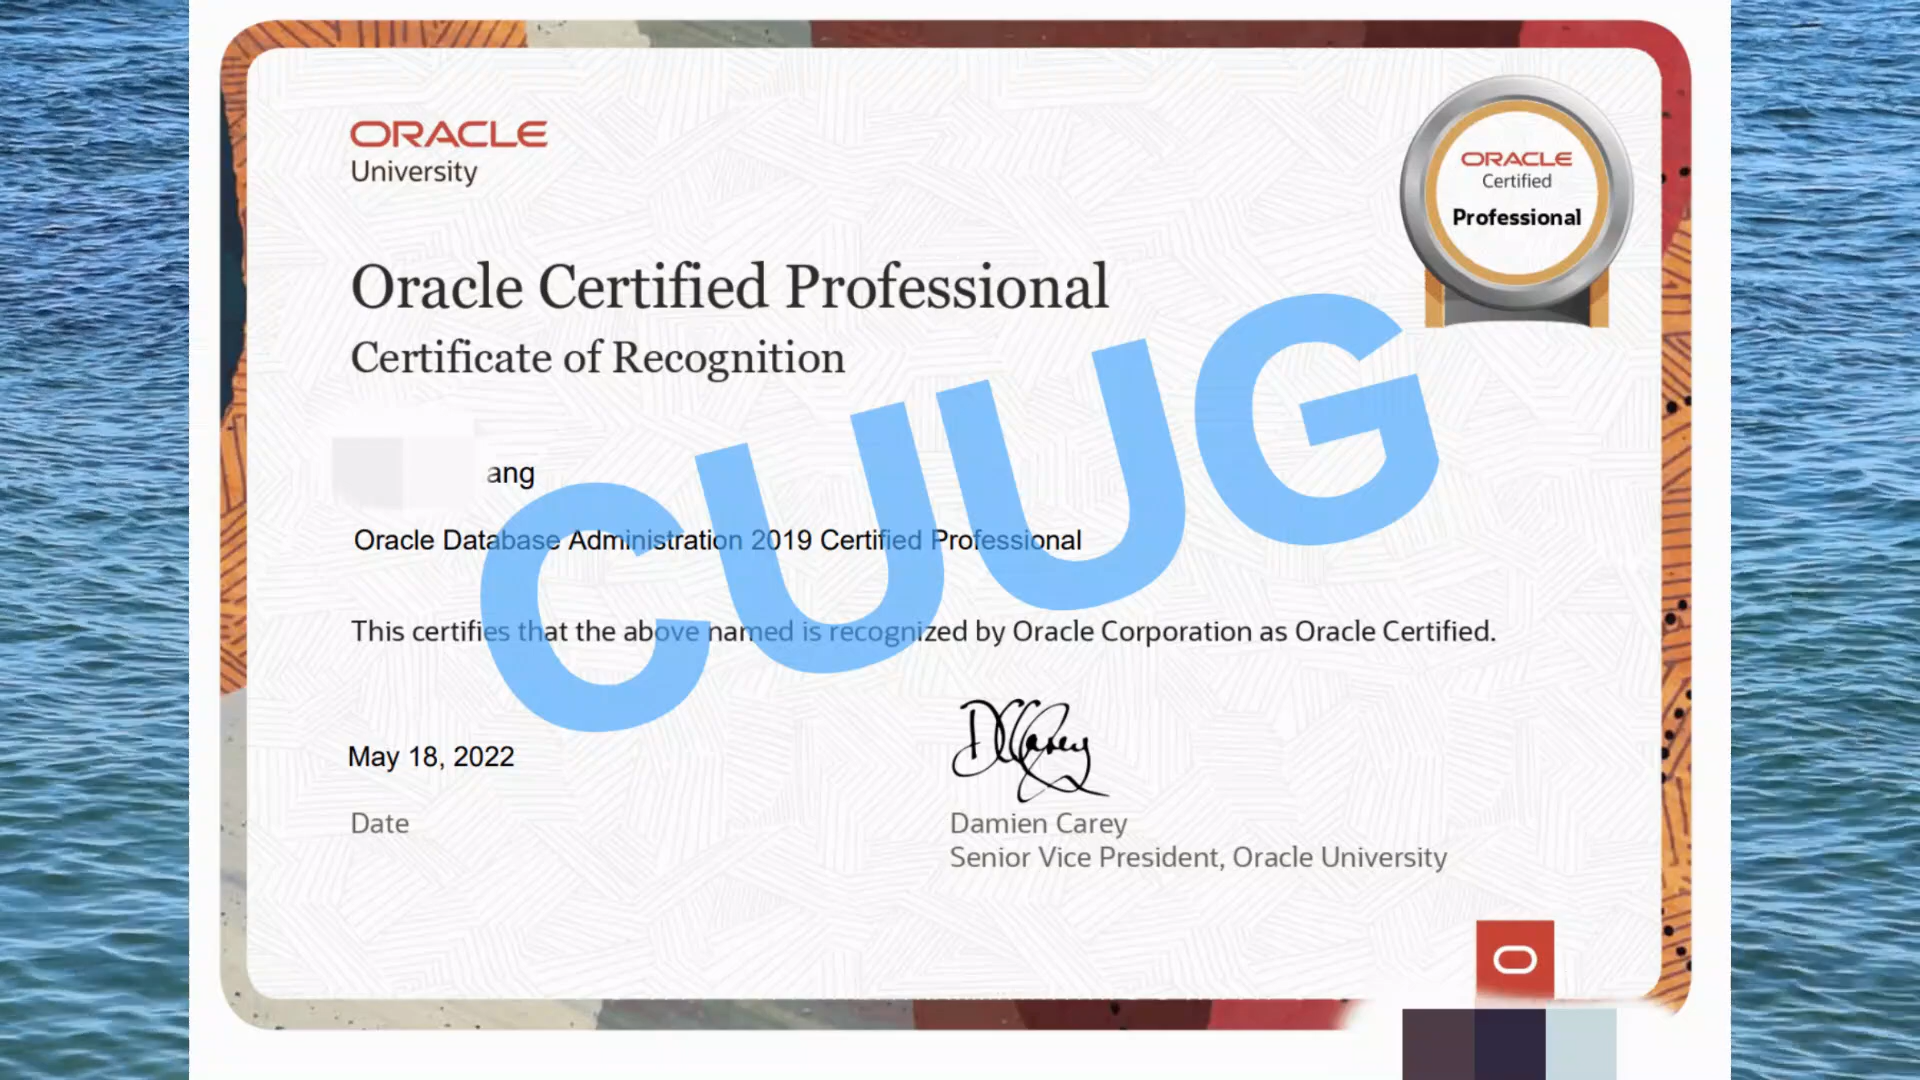 ORACLE
University
ORACLE
Certified
Professional
Oracle Certified Professional
Certificate of Recognition
ang
Oracle Database Administration 2019 Certified Professional
This certifies that the above named is recognized by Oracle Corporation as Oracle Certified.
CUUG
May 18, 2022
Date
DCCarey
Damien Carey
Senior Vice President, Oracle University